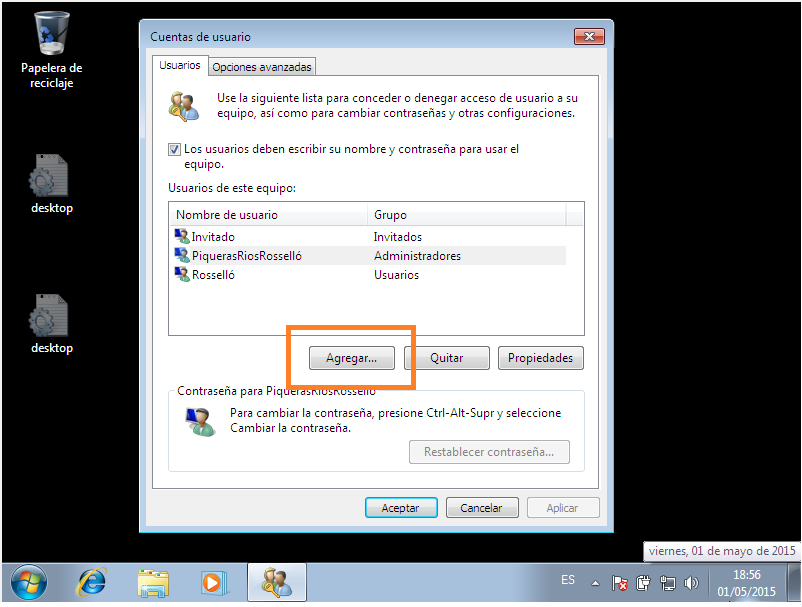 Papelera de
reciclaje
desktop
desktop
Cuentas de usuario
Usuarios
Opciones avanzadas
Use la siguiente lista para conceder o denegar acceso de usuario a su
equipo, así como para cambiar contraseñas y otras configuraciones.
Los usuarios deben escribir su nombre y contraseña para usar el
equipo.
Usuarios de este equipo:
Nombre de usuario Grupo
Invitado Invitados
PiquerasRiosRosselló Administradores
Rosselló Usuarios
Agregar... Quitar Propiedades
Contraseña para PiquerasRiosRosselló
Para cambiar la contraseña, presione Ctrl-Alt-Supr y seleccione
Cambiar la contraseña.
Restablecer contraseña...
Aceptar Cancelar Aplicar
viernes, 01 de mayo de 2015
ES
18:56
01/05/2015